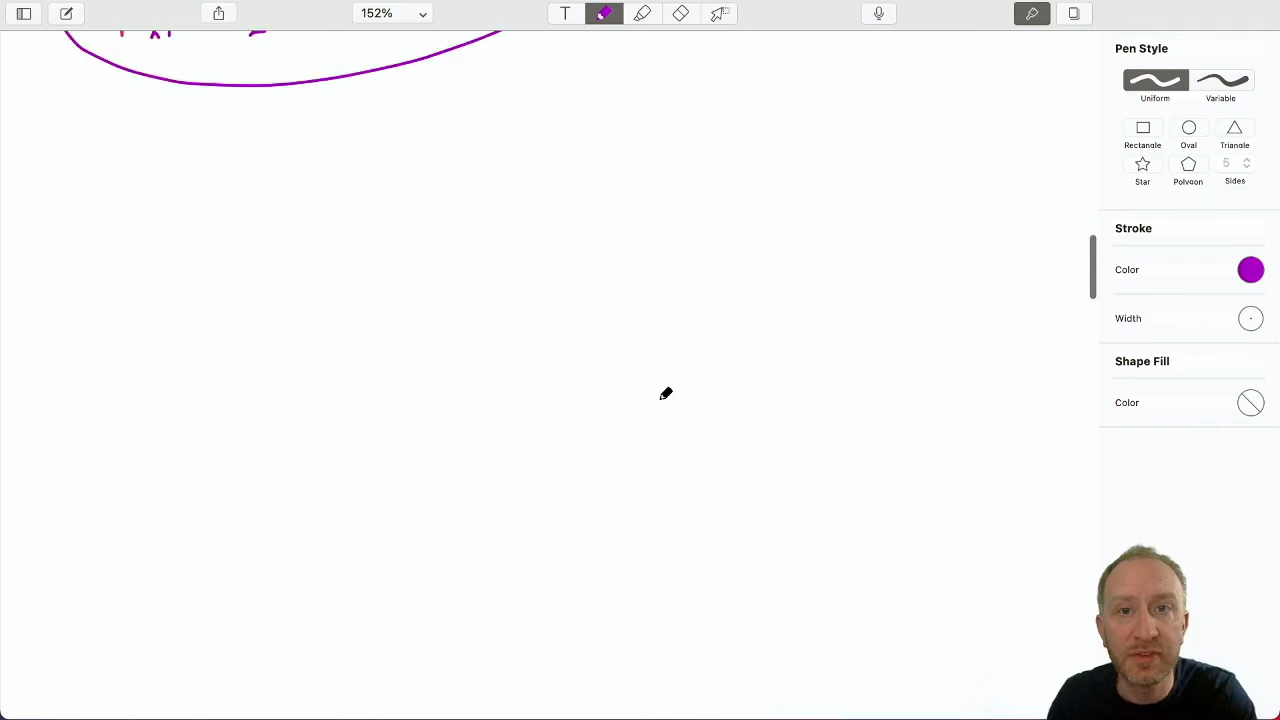 152%
T
Pen Style
Uniform
Variable
Rectangle
Oval
Triangle
Star
Polygon
5
Sides
Stroke
Color
Width
Shape Fill
Color